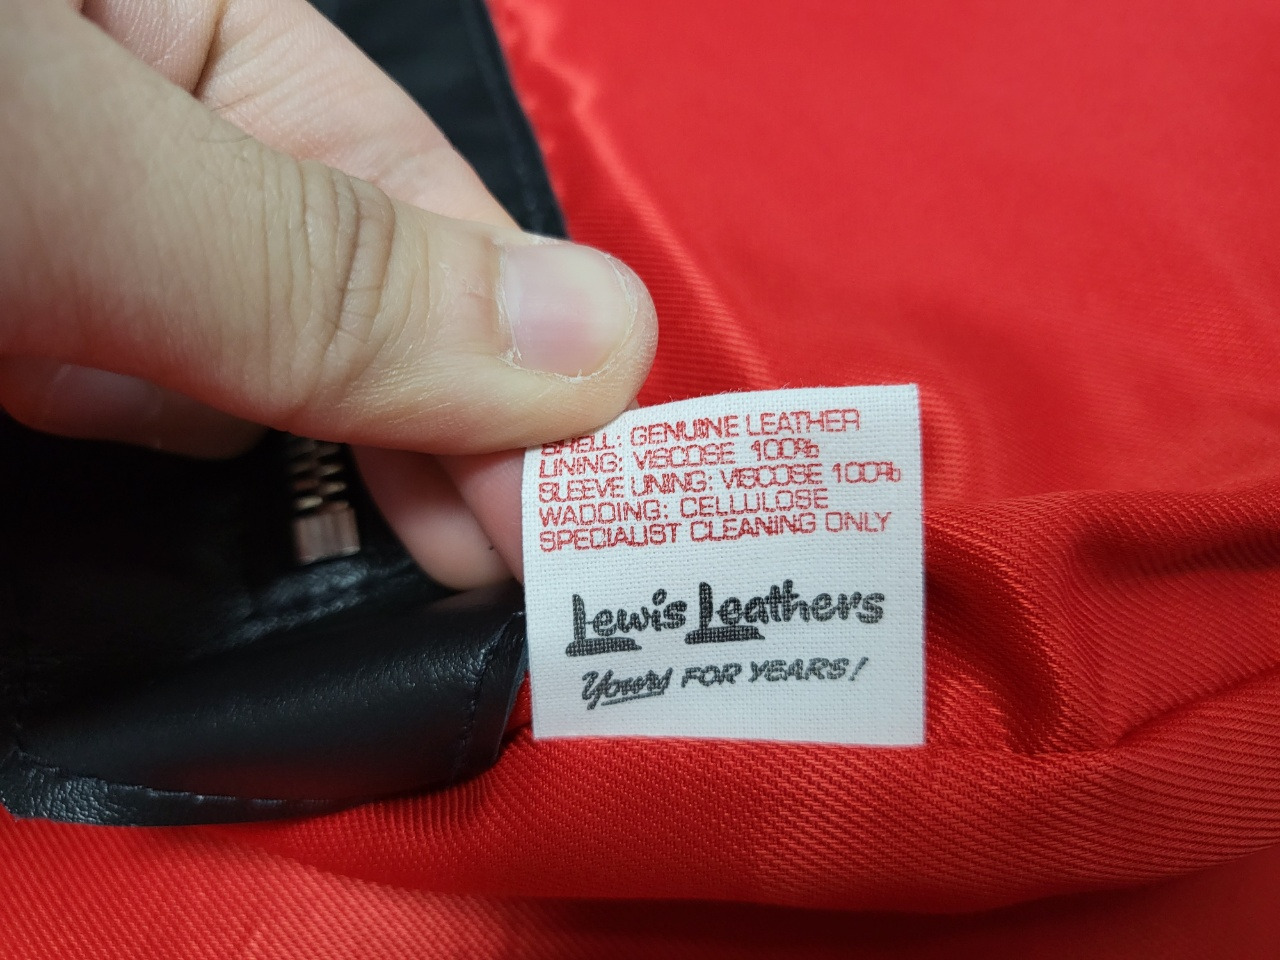 SHELL: GENUINE LEATHER
LINING: VISCOSE 100%
SLEEVE LINING: VISCOSE 100%
WADDING: CELLULOSE
SPECIALIST CLEANING ONLY
Lewis Leathers
Yours FOR YEARS!